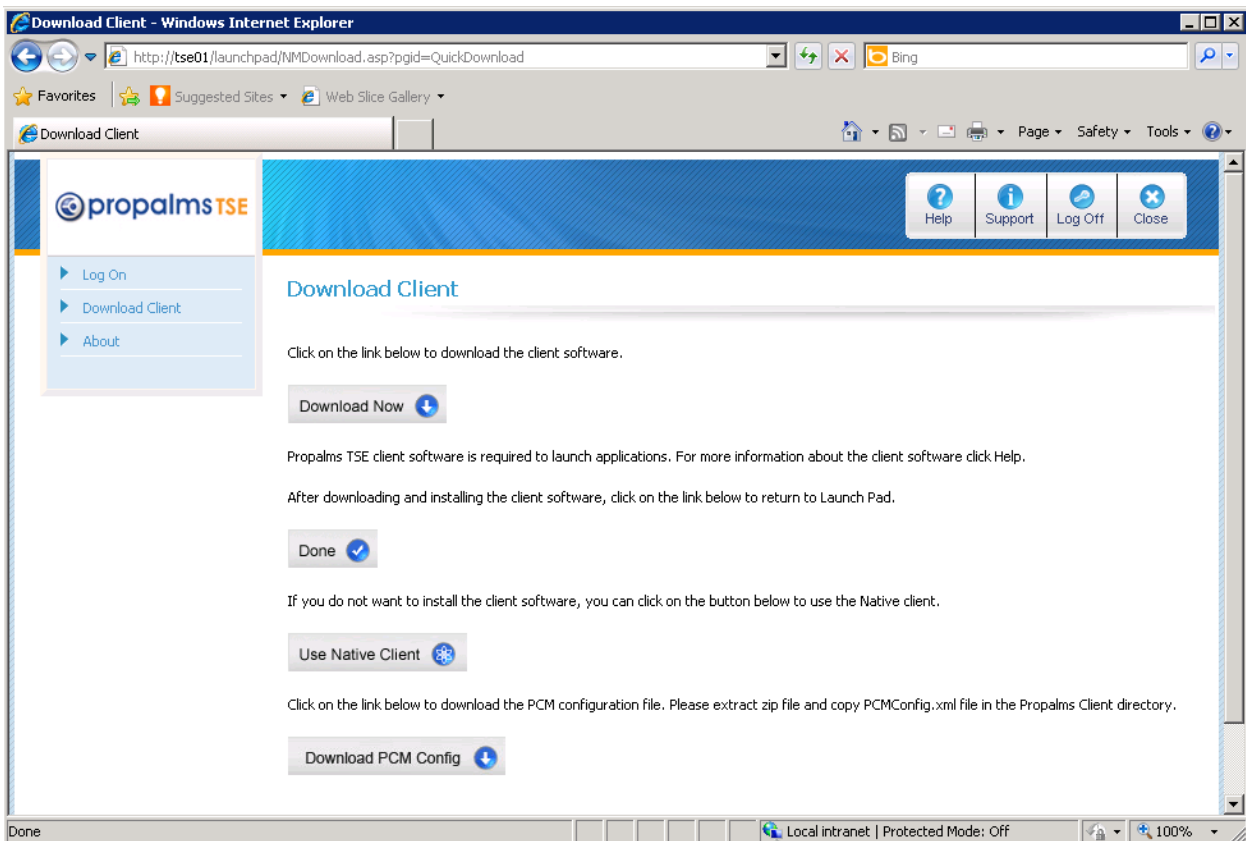 Download Client - Windows Internet Explorer
http://tse01/launchpad/NMDownload.asp?pgid=QuickDownload
Bing
Favorites
Suggested Sites
Web Slice Gallery
Download Client
Page
Safety
Tools
propalms TSE
Help
Support
Log Off
Close
Log On
Download Client
About
Download Client
Click on the link below to download the client software.
Download Now
Propalms TSE client software is required to launch applications. For more information about the client software click Help.
After downloading and installing the client software, click on the link below to return to Launch Pad.
Done
If you do not want to install the client software, you can click on the button below to use the Native client.
Use Native Client
Click on the link below to download the PCM configuration file. Please extract zip file and copy PCMConfig.xml file in the Propalms Client directory.
Download PCM Config
Done
Local intranet | Protected Mode: Off
100%